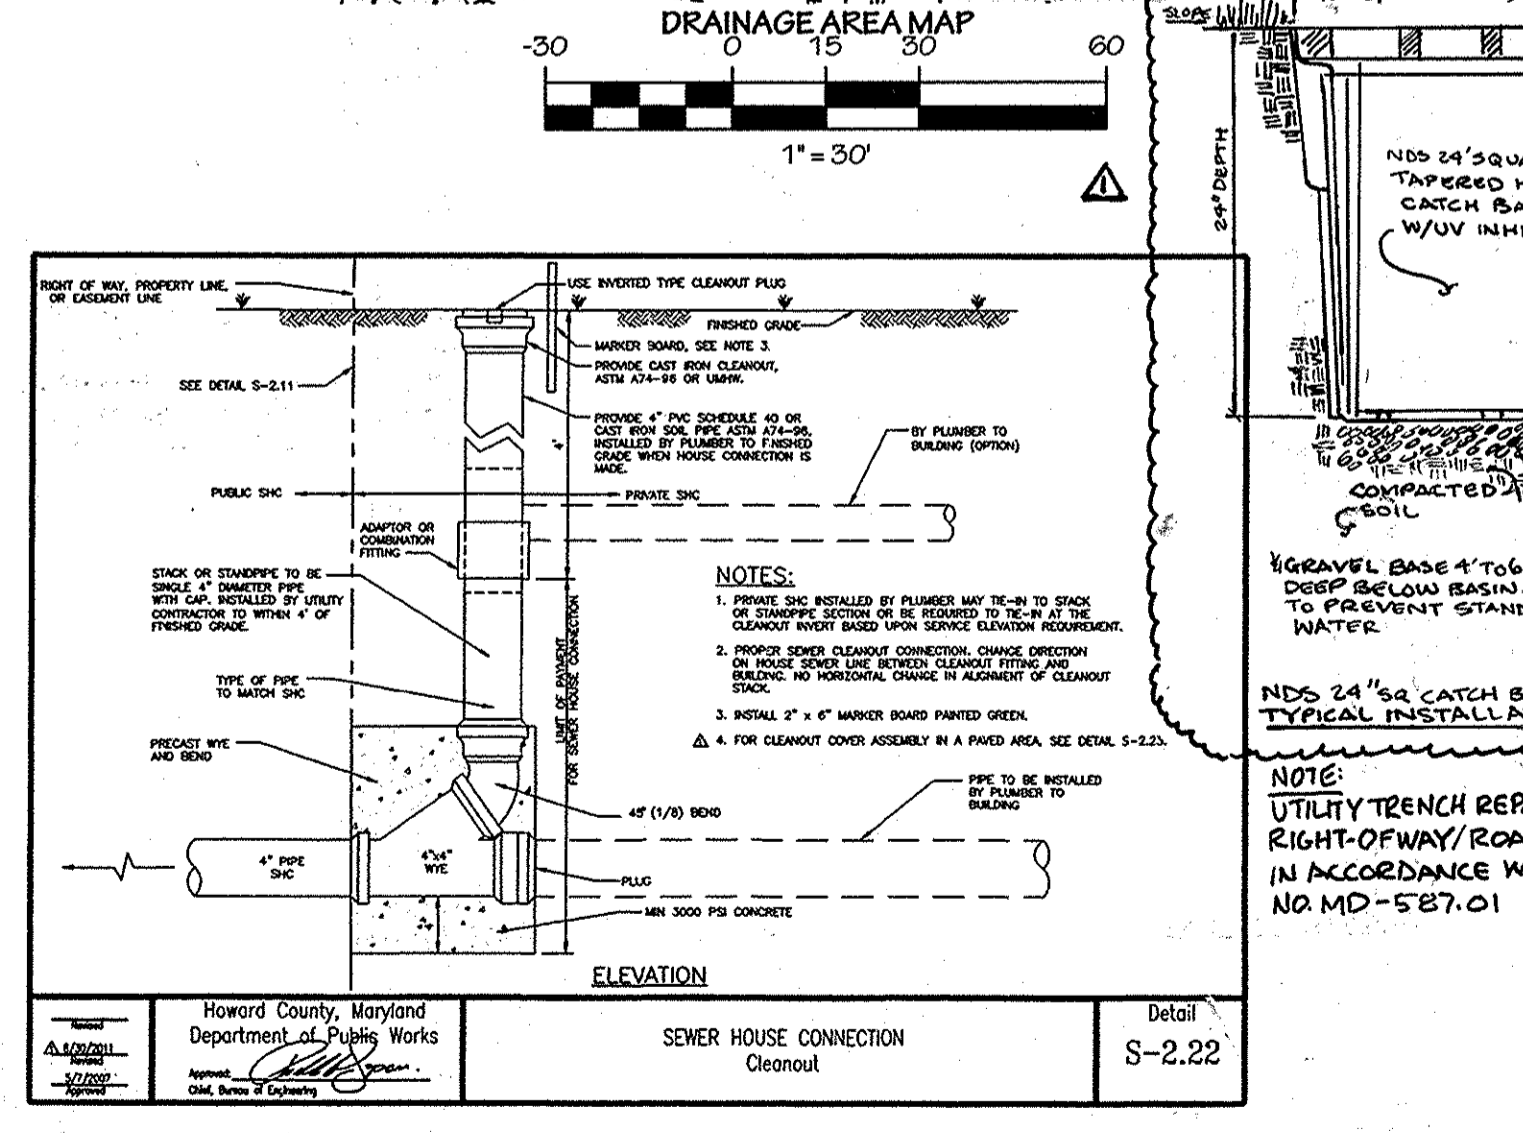 DRAINAGE AREA MAP
-30 0 15 30 60
1" = 30'
1
SLOPE
24" DEPTH
NDS 24"SQUA
TAPERED H
CATCH BA
W/UV INHI
COMPACTED
SOIL
GRAVEL BASE 4" TO 6
DEEP BELOW BASIN.
TO PREVENT STAND
WATER
NDS 24" SQ CATCH B
TYPICAL INSTALLA
NOTE:
UTILITY TRENCH REP
RIGHT-OFWAY/ROA
IN ACCORDANCE W
NO. MD-587.01
RIGHT OF WAY, PROPERTY LINE,
OR EASEMENT LINE
USE INVERTED TYPE CLEANOUT PLUG
FINISHED GRADE
MARKER BOARD, SEE NOTE 3.
PROVIDE CAST IRON CLEANOUT,
ASTM A74-96 OR UMHW.
SEE DETAIL S-2.11
PROVIDE 4" PVC SCHEDULE 40 OR
CAST IRON SOIL PIPE ASTM A74-96,
INSTALLED BY PLUMBER TO FINISHED
GRADE WHEN HOUSE CONNECTION IS
MADE.
4'
BY PLUMBER TO
BUILDING (OPTION)
PUBLIC SHC
PRIVATE SHC
ADAPTOR OR
COMBINATION
FITTING
STACK OR STANDPIPE TO BE
SINGLE 4" DIAMETER PIPE
WITH CAP. INSTALLED BY UTILITY
CONTRACTOR TO WITHIN 4' OF
FINISHED GRADE.
LIMIT OF PAYMENT
FOR SEWER HOUSE CONNECTION
NOTES:
1. PRIVATE SHC INSTALLED BY PLUMBER MAY TIE-IN TO STACK
OR STANDPIPE SECTION OR BE REQUIRED TO TIE-IN AT THE
CLEANOUT INVERT BASED UPON SERVICE ELEVATION REQUIREMENT.
2. PROPER SEWER CLEANOUT CONNECTION. CHANGE DIRECTION
ON HOUSE SEWER LINE BETWEEN CLEANOUT FITTING AND
BUILDING. NO HORIZONTAL CHANGE IN ALIGNMENT OF CLEANOUT
STACK.
3. INSTALL 2" x 6" MARKER BOARD PAINTED GREEN.
1 4. FOR CLEANOUT COVER ASSEMBLY IN A PAVED AREA, SEE DETAIL S-2.23.
TYPE OF PIPE
TO MATCH SHC
PRECAST WYE
AND BEND
45° (1/8) BEND
PIPE TO BE INSTALLED
BY PLUMBER TO
BUILDING
4" PIPE
SHC
4"x4"
WYE
PLUG
MIN 3000 PSI CONCRETE
ELEVATION
Revised
1 6/30/2011
Revised
5/7/2007
Approved
Howard County, Maryland
Department of Public Works
Approved:
Chief, Bureau of Engineering
SEWER HOUSE CONNECTION
Cleanout
Detail
S-2.22